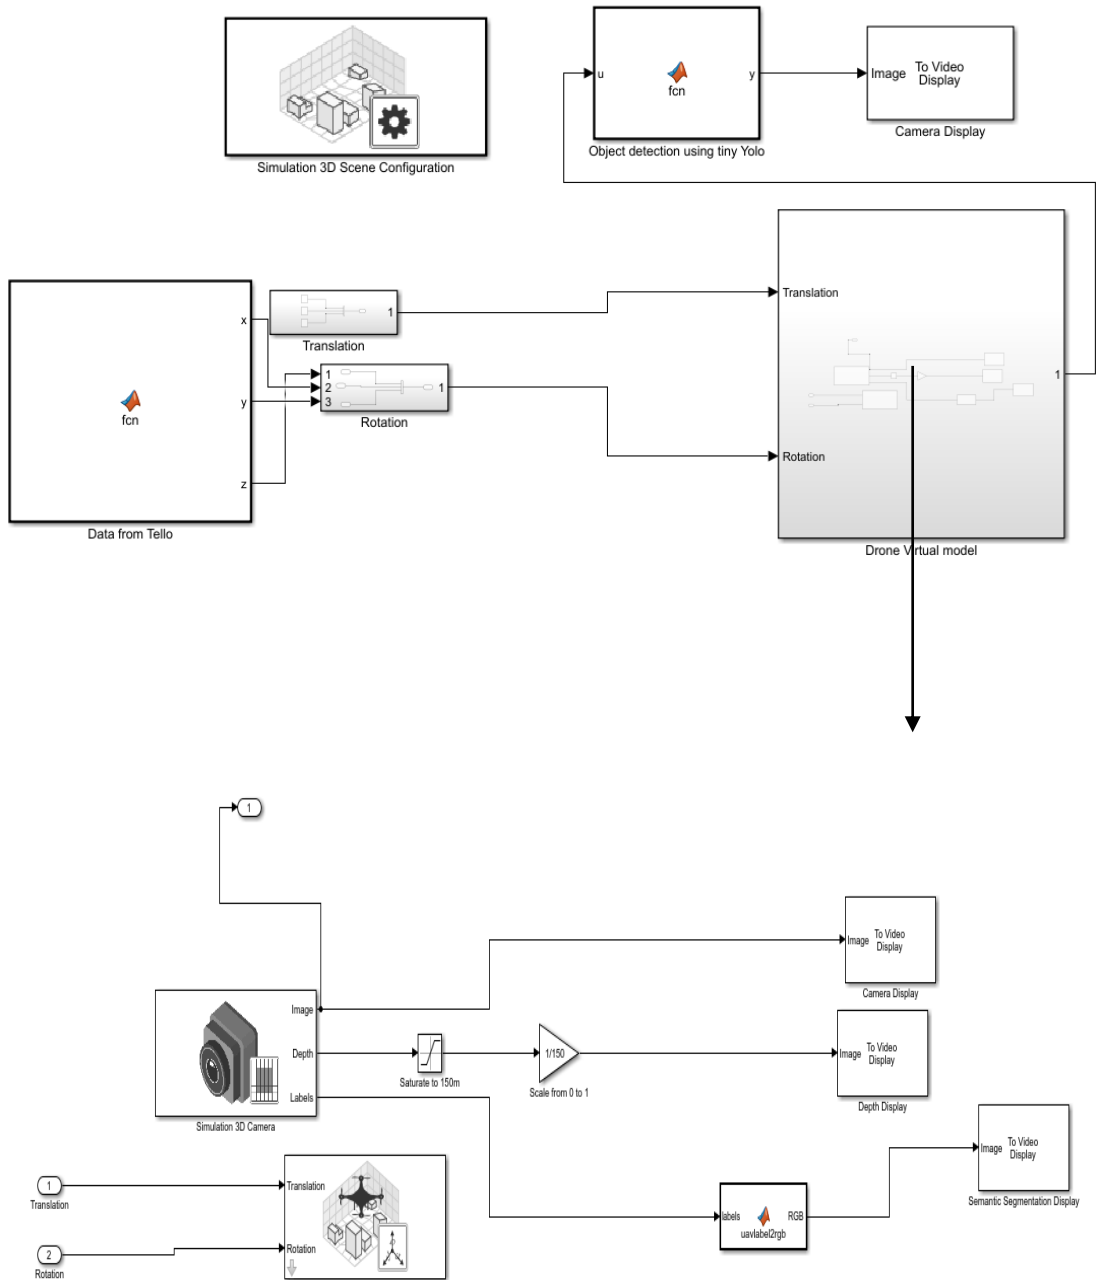 Simulation 3D Scene Configuration
u
fcn
y
Object detection using tiny Yolo
Image
To Video
Display
Camera Display
x
y
z
fcn
Data from Tello
1
Translation
1
2
3
1
Rotation
Translation
Rotation
1
Drone Virtual model
1
Image
Depth
Labels
Simulation 3D Camera
Saturate to 150m
1/150
Scale from 0 to 1
Image
To Video
Display
Camera Display
Image
To Video
Display
Depth Display
Image
To Video
Display
Semantic Segmentation Display
1
Translation
2
Rotation
Translation
Rotation
labels
RGB
uavlabel2rgb